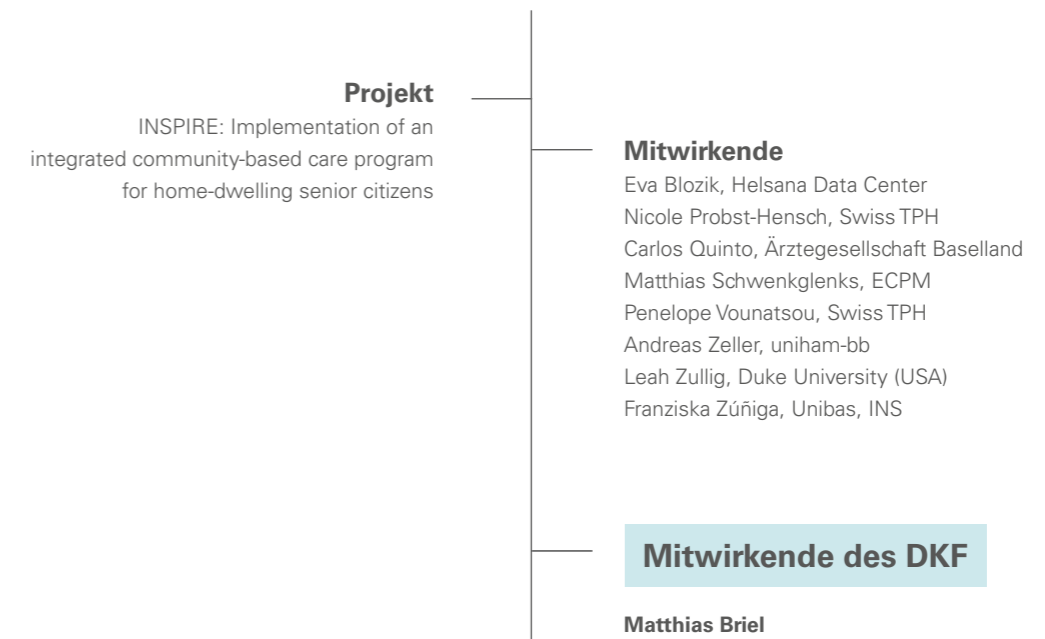 Projekt
INSPIRE: Implementation of an
integrated community-based care program
for home-dwelling senior citizens
Mitwirkende
Eva Blozik, Helsana Data Center
Nicole Probst-Hensch, Swiss TPH
Carlos Quinto, Ärztegesellschaft Baselland
Matthias Schwenkglenks, ECPM
Penelope Vounatsou, Swiss TPH
Andreas Zeller, uniham-bb
Leah Zullig, Duke University (USA)
Franziska Zúñiga, Unibas, INS
Mitwirkende des DKF
Matthias Briel